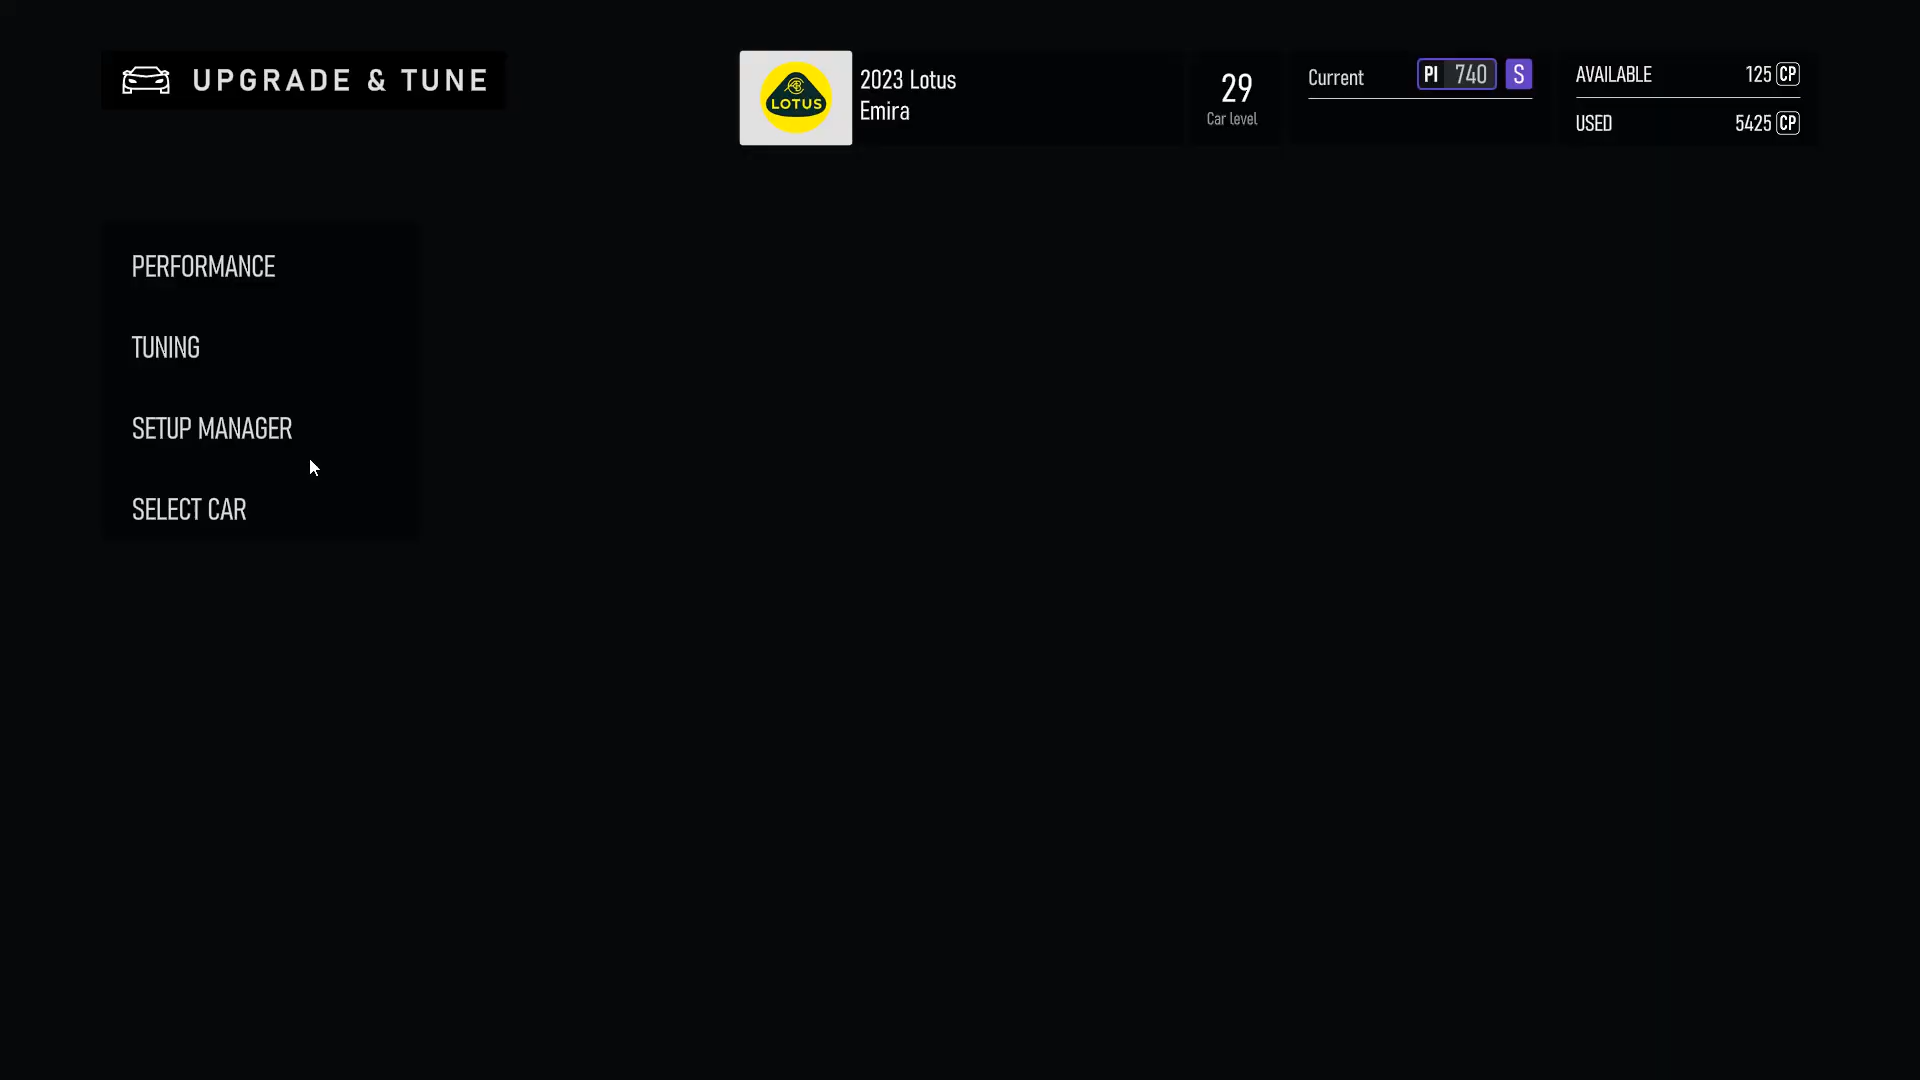 UPGRADE & TUNE
LOTUS
2023 Lotus
Emira
29
Car level
Current PI 740 S
AVAILABLE 125 CP
USED 5425 CP
PERFORMANCE
TUNING
SETUP MANAGER
SELECT CAR